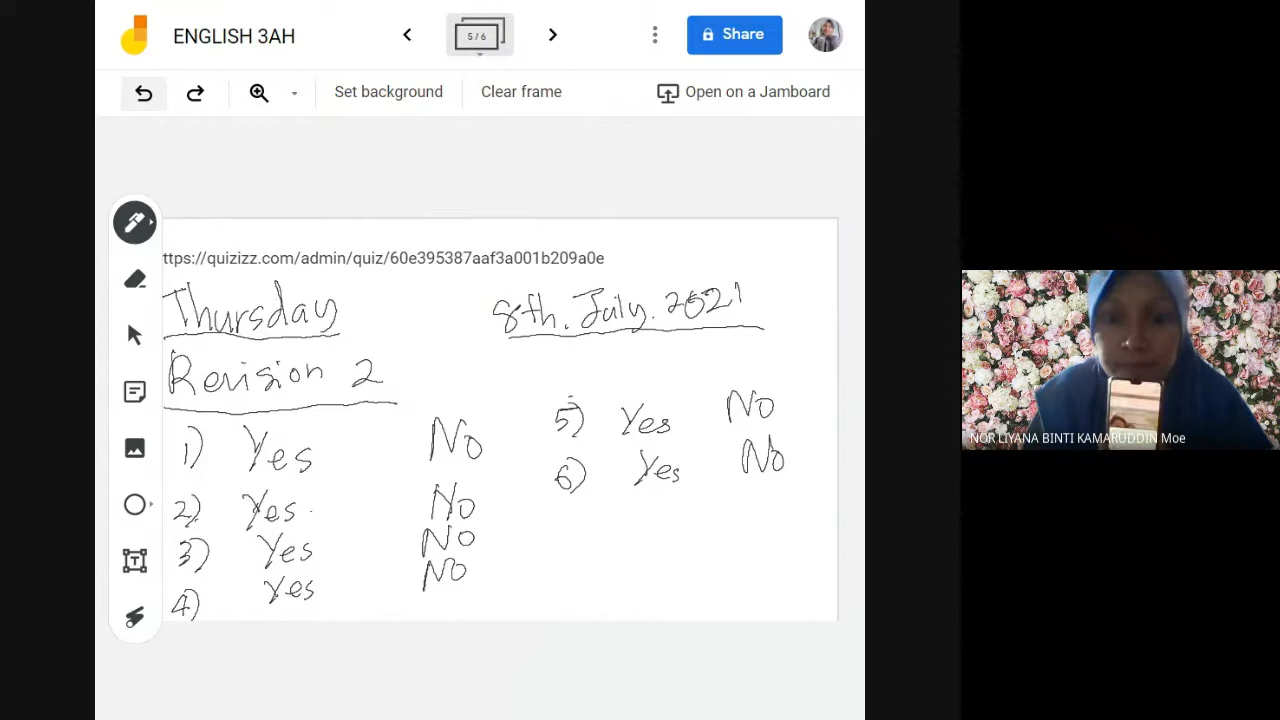 ENGLISH 3AH
5 / 6
Share
Set background
Clear frame
Open on a Jamboard
ttps://quizizz.com/admin/quiz/60e395387aaf3a001b209a0e
Thursday 8th. July. 2021
Revision 2
1) Yes No
2) Yes No
3) Yes No
4) Yes No
5) Yes No
6) Yes No
NOR LIYANA BINTI KAMARUDDIN Moe